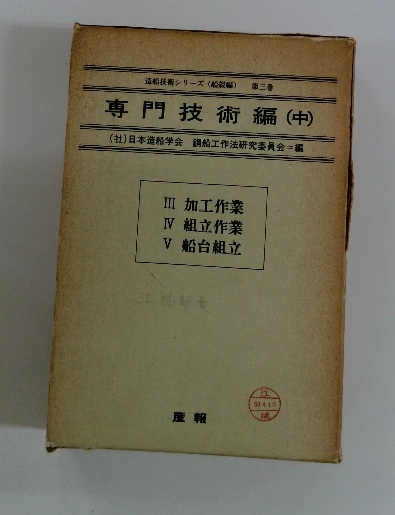 造船技術シリーズ（船殻編） 第三巻
専門技術編（中）
（社）日本造船学会 鋼船工作法研究委員会＝編
III 加工作業
IV 組立作業
V 船台組立
産報